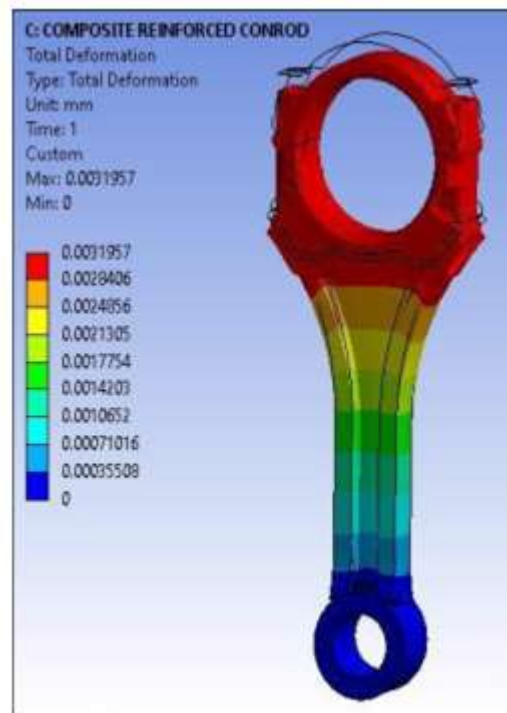 C: COMPOSITE REINFORCED CONROD
Total Deformation
Type: Total Deformation
Unit: mm
Time: 1
Custom
Max: 0.0031957
Min: 0
0.0031957
0.0028406
0.0024856
0.0021305
0.0017754
0.0014203
0.0010652
0.00071016
0.00035508
0